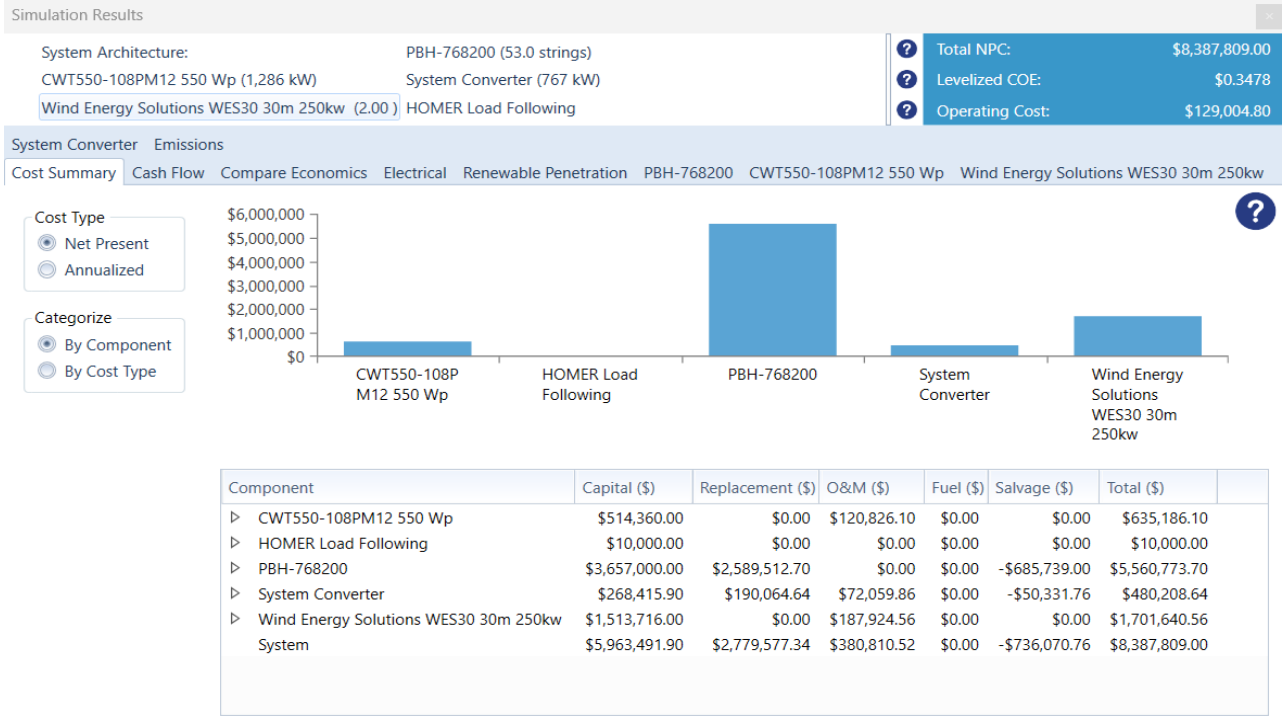 Simulation Results
System Architecture: PBH-768200 (53.0 strings)
CWT550-108PM12 550 Wp (1,286 kW) System Converter (767 kW)
Wind Energy Solutions WES30 30m 250kw (2.00 ) HOMER Load Following
? Total NPC: $8,387,809.00
? Levelized COE: $0.3478
? Operating Cost: $129,004.80
System Converter Emissions
Cost Summary Cash Flow Compare Economics Electrical Renewable Penetration PBH-768200 CWT550-108PM12 550 Wp Wind Energy Solutions WES30 30m 250kw
Cost Type
Net Present
Annualized
Categorize
By Component
By Cost Type
?
$6,000,000
$5,000,000
$4,000,000
$3,000,000
$2,000,000
$1,000,000
$0
CWT550-108P
M12 550 Wp
HOMER Load
Following
PBH-768200
System
Converter
Wind Energy
Solutions
WES30 30m
250kw
Component Capital ($) Replacement ($) O&M ($) Fuel ($) Salvage ($) Total ($)
CWT550-108PM12 550 Wp $514,360.00 $0.00 $120,826.10 $0.00 $0.00 $635,186.10
HOMER Load Following $10,000.00 $0.00 $0.00 $0.00 $0.00 $10,000.00
PBH-768200 $3,657,000.00 $2,589,512.70 $0.00 $0.00 -$685,739.00 $5,560,773.70
System Converter $268,415.90 $190,064.64 $72,059.86 $0.00 -$50,331.76 $480,208.64
Wind Energy Solutions WES30 30m 250kw $1,513,716.00 $0.00 $187,924.56 $0.00 $0.00 $1,701,640.56
System $5,963,491.90 $2,779,577.34 $380,810.52 $0.00 -$736,070.76 $8,387,809.00